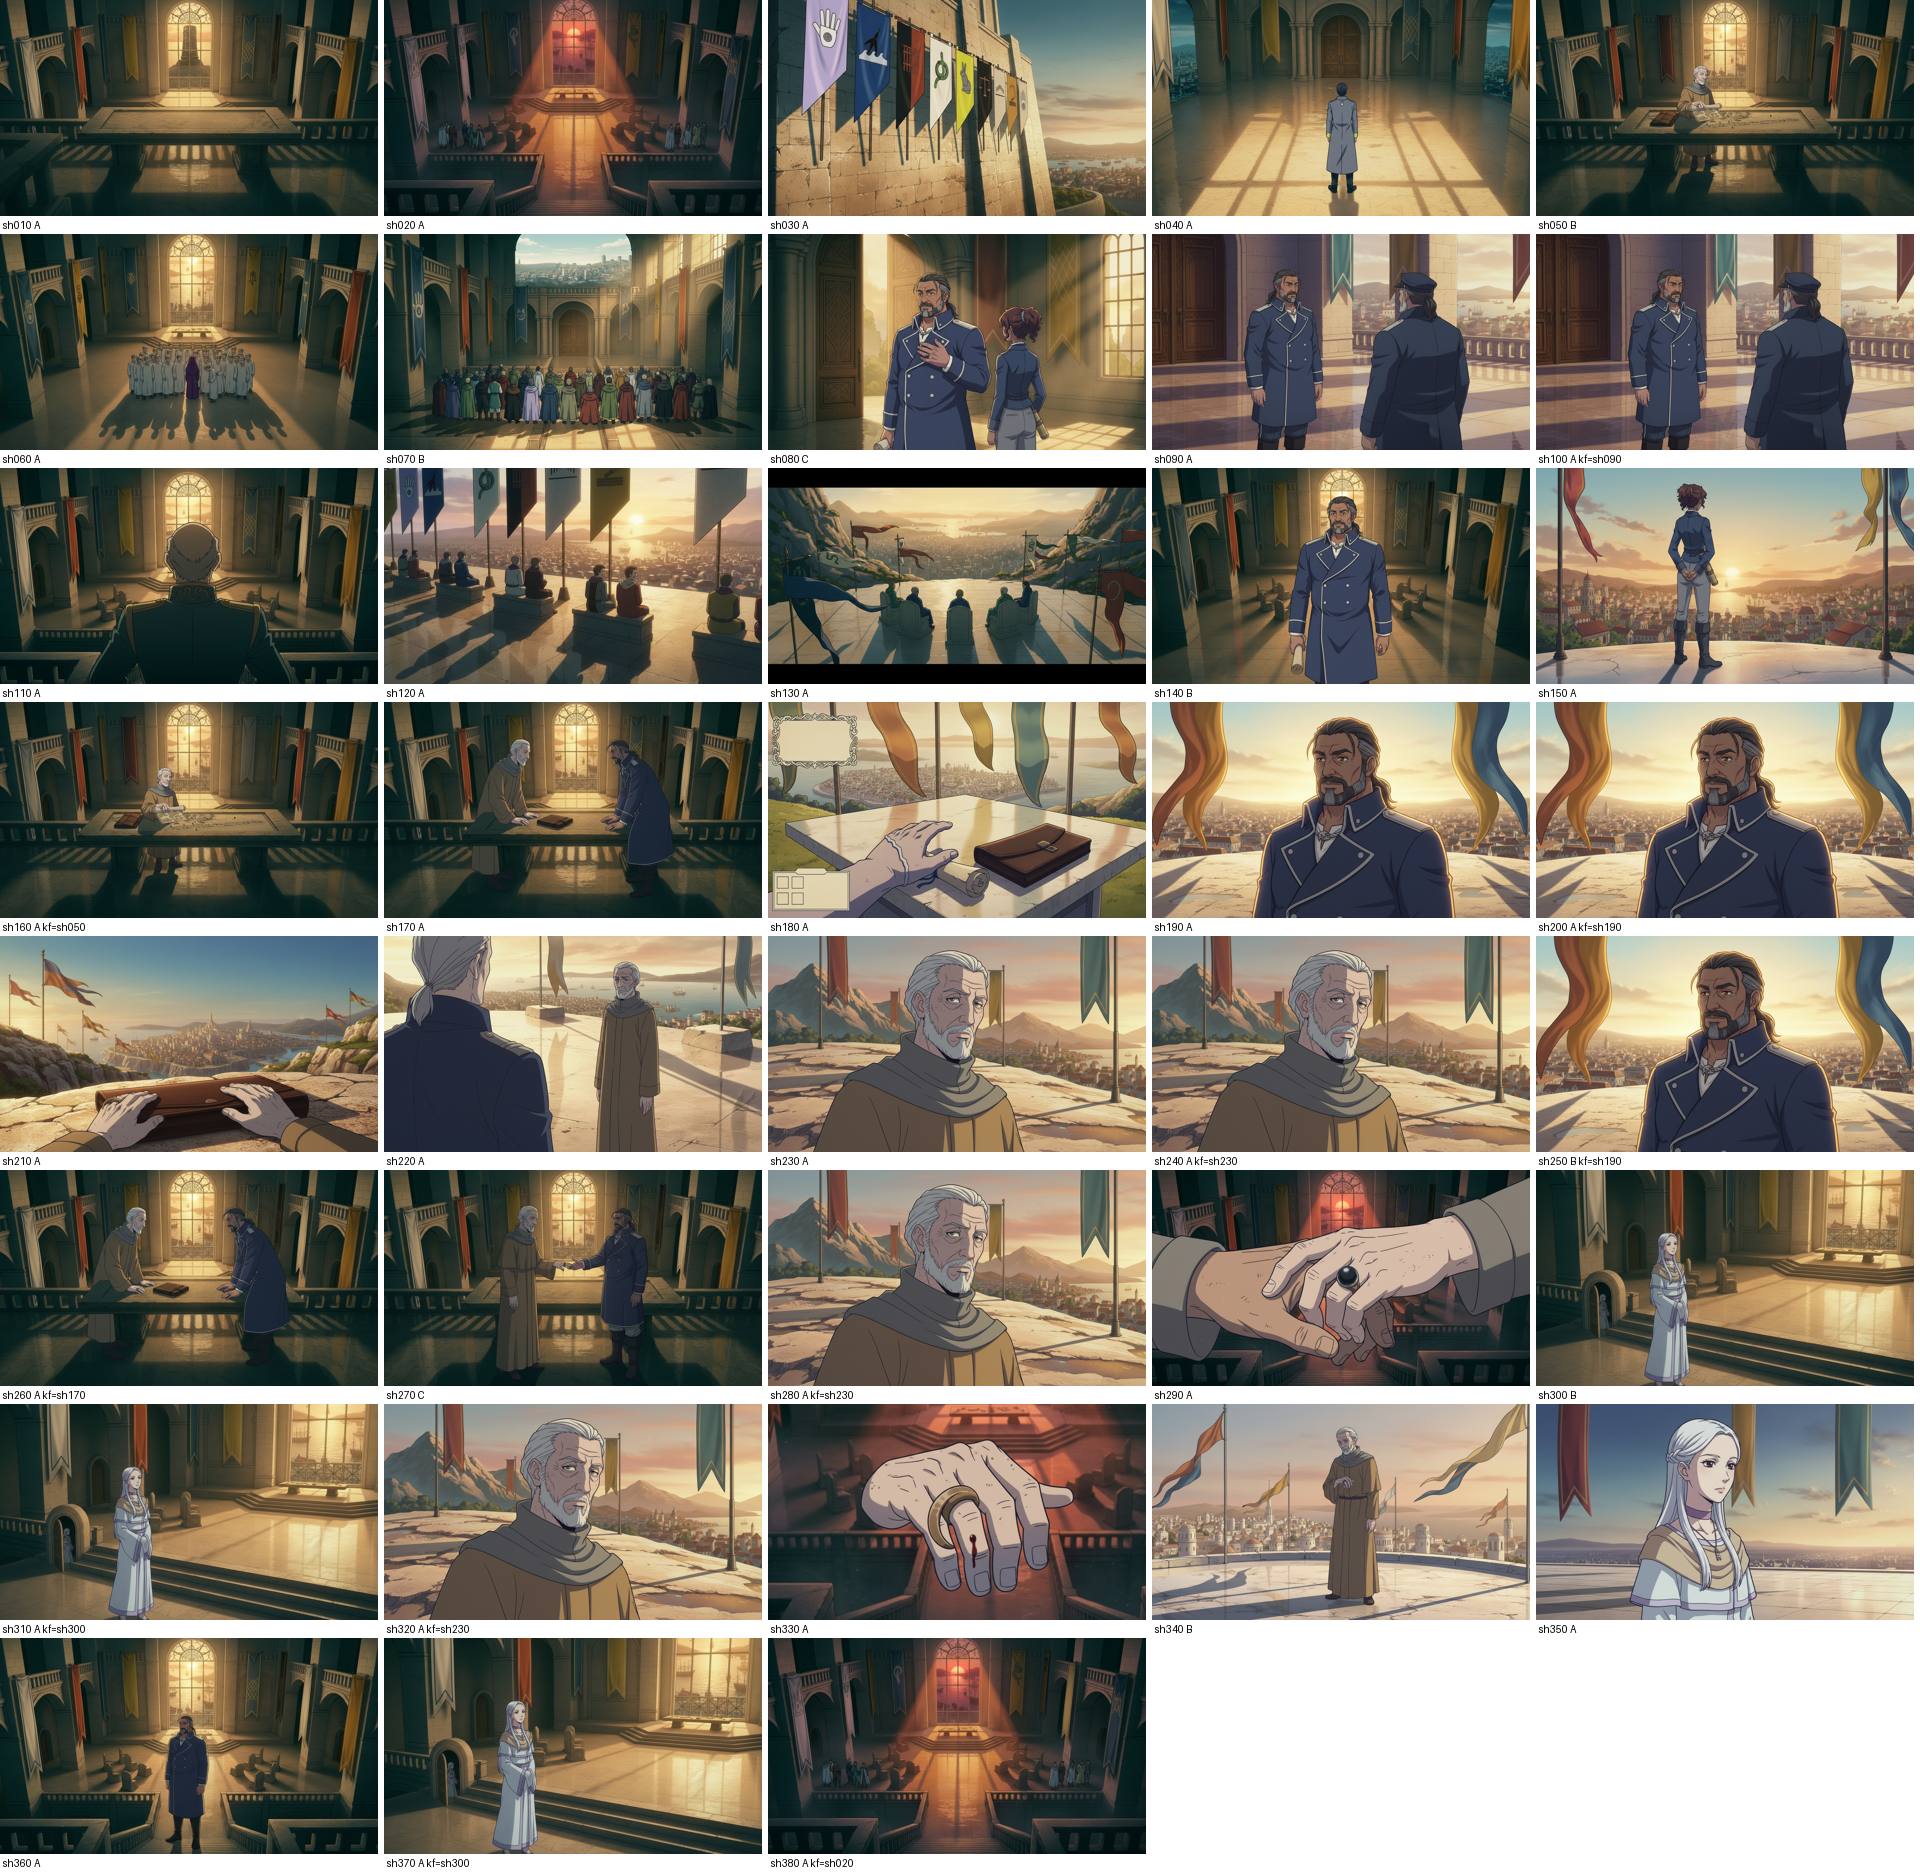 sh010 A
sh020 A
sh030 A
sh040 A
sh050 B
sh060 A
sh070 B
sh080 C
sh090 A
sh100 A kf=sh090
sh110 A
sh120 A
sh130 A
sh140 B
sh150 A
sh160 A kf=sh050
sh170 A
sh180 A
sh190 A
sh200 A kf=sh190
sh210 A
sh220 A
sh230 A
sh240 A kf=sh230
sh250 B kf=sh190
sh260 A kf=sh170
sh270 C
sh280 A kf=sh230
sh290 A
sh300 B
sh310 A kf=sh300
sh320 A kf=sh230
sh330 A
sh340 B
sh350 A
sh360 A
sh370 A kf=sh300
sh380 A kf=sh020